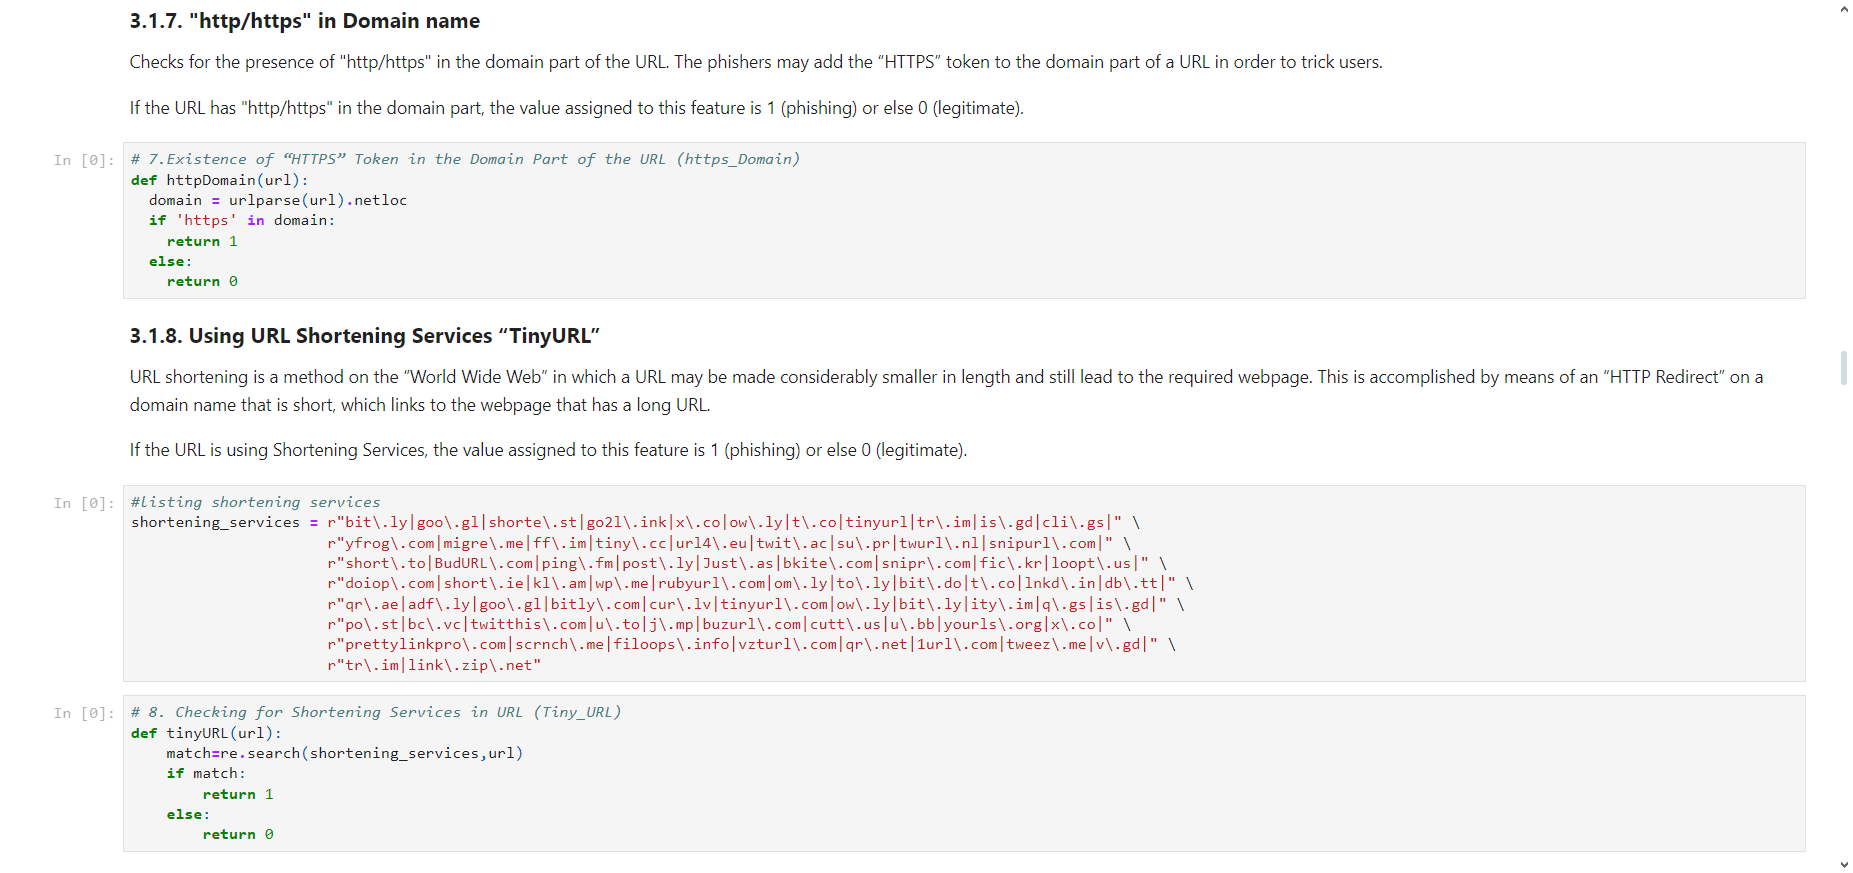 3.1.7. "http/https" in Domain name
Checks for the presence of "http/https" in the domain part of the URL. The phishers may add the “HTTPS” token to the domain part of a URL in order to trick users.
If the URL has "http/https" in the domain part, the value assigned to this feature is 1 (phishing) or else 0 (legitimate).
In [0]: # 7.Existence of “HTTPS” Token in the Domain Part of the URL (https_Domain)
def httpDomain(url):
  domain = urlparse(url).netloc
  if 'https' in domain:
    return 1
  else:
    return 0
3.1.8. Using URL Shortening Services “TinyURL”
URL shortening is a method on the “World Wide Web” in which a URL may be made considerably smaller in length and still lead to the required webpage. This is accomplished by means of an “HTTP Redirect” on a
domain name that is short, which links to the webpage that has a long URL.
If the URL is using Shortening Services, the value assigned to this feature is 1 (phishing) or else 0 (legitimate).
In [0]: #listing shortening services
shortening_services = r"bit\.ly|goo\.gl|shorte\.st|go2l\.ink|x\.co|ow\.ly|t\.co|tinyurl|tr\.im|is\.gd|cli\.gs|" \
                      r"yfrog\.com|migre\.me|ff\.im|tiny\.cc|url4\.eu|twit\.ac|su\.pr|twurl\.nl|snipurl\.com|" \
                      r"short\.to|BudURL\.com|ping\.fm|post\.ly|Just\.as|bkite\.com|snipr\.com|fic\.kr|loopt\.us|" \
                      r"doiop\.com|short\.ie|kl\.am|wp\.me|rubyurl\.com|om\.ly|to\.ly|bit\.do|t\.co|lnkd\.in|db\.tt|" \
                      r"qr\.ae|adf\.ly|goo\.gl|bitly\.com|cur\.lv|tinyurl\.com|ow\.ly|bit\.ly|ity\.im|q\.gs|is\.gd|" \
                      r"po\.st|bc\.vc|twitthis\.com|u\.to|j\.mp|buzurl\.com|cutt\.us|u\.bb|yourls\.org|x\.co|" \
                      r"prettylinkpro\.com|scrnch\.me|filoops\.info|vzturl\.com|qr\.net|1url\.com|tweez\.me|v\.gd|" \
                      r"tr\.im|link\.zip\.net"
In [0]: # 8. Checking for Shortening Services in URL (Tiny_URL)
def tinyURL(url):
    match=re.search(shortening_services,url)
    if match:
        return 1
    else:
        return 0